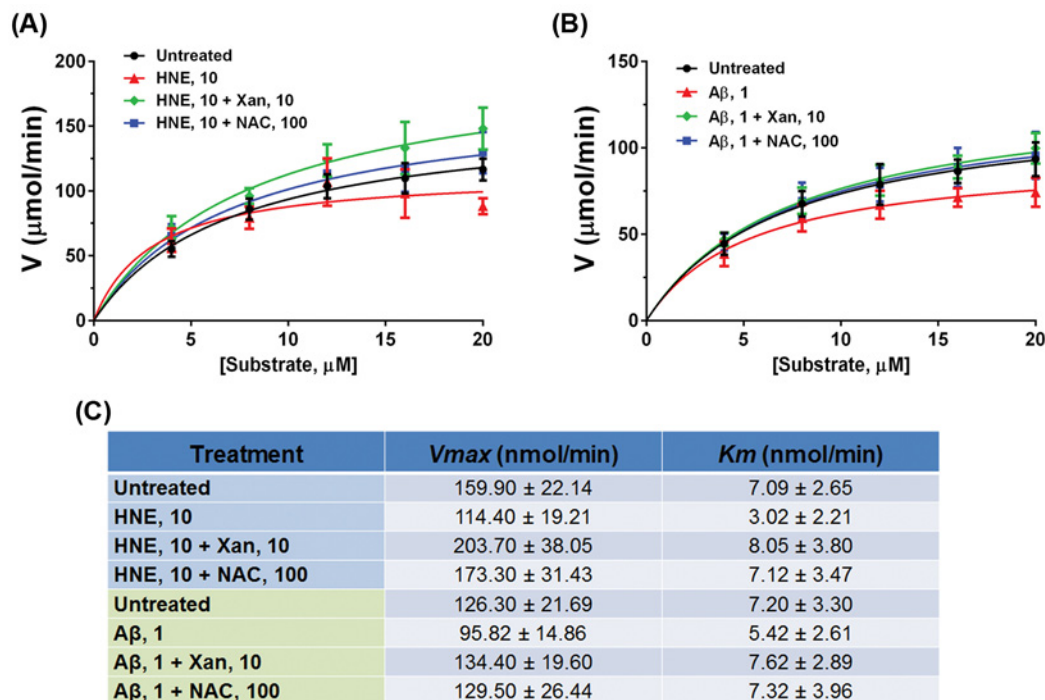 (A)
Untreated
HNE, 10
HNE, 10 + Xan, 10
HNE, 10 + NAC, 100
200
150
100
50
0
V (μmol/min)
0 5 10 15 20
[Substrate, μM]
(B)
Untreated
Aβ, 1
Aβ, 1 + Xan, 10
Aβ, 1 + NAC, 100
150
100
50
0
V (μmol/min)
0 5 10 15 20
[Substrate, μM]
(C)
Treatment Vmax (nmol/min) Km (nmol/min)
Untreated 159.90 ± 22.14 7.09 ± 2.65
HNE, 10 114.40 ± 19.21 3.02 ± 2.21
HNE, 10 + Xan, 10 203.70 ± 38.05 8.05 ± 3.80
HNE, 10 + NAC, 100 173.30 ± 31.43 7.12 ± 3.47
Untreated 126.30 ± 21.69 7.20 ± 3.30
Aβ, 1 95.82 ± 14.86 5.42 ± 2.61
Aβ, 1 + Xan, 10 134.40 ± 19.60 7.62 ± 2.89
Aβ, 1 + NAC, 100 129.50 ± 26.44 7.32 ± 3.96